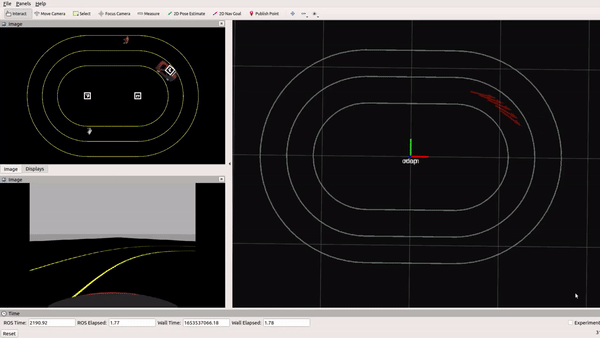 File Panels Help
Interact Move Camera Select Focus Camera Measure 2D Pose Estimate 2D Nav Goal Publish Point
Image
Image Displays
Image
Time
ROS Time: 2190.92 ROS Elapsed: 1.77 Wall Time: 1653537066.18 Wall Elapsed: 1.78 Experiment
Reset